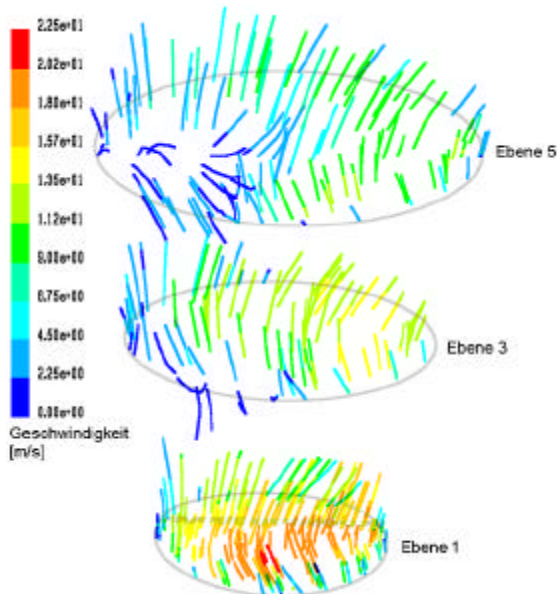 2.25e+01
2.02e+01
1.80e+01
1.57e+01
1.35e+01
1.12e+01
9.00e+00
6.75e+00
4.50e+00
2.25e+00
0.00e+00
Geschwindigkeit
[m/s]
Ebene 5
Ebene 3
Ebene 1